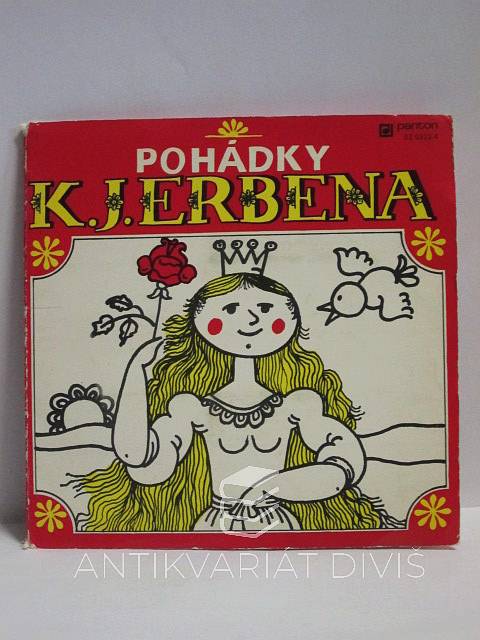 panton
POHÁDKY
K.J.ERBENA
ANTIKVARIÁT DIVIŠ